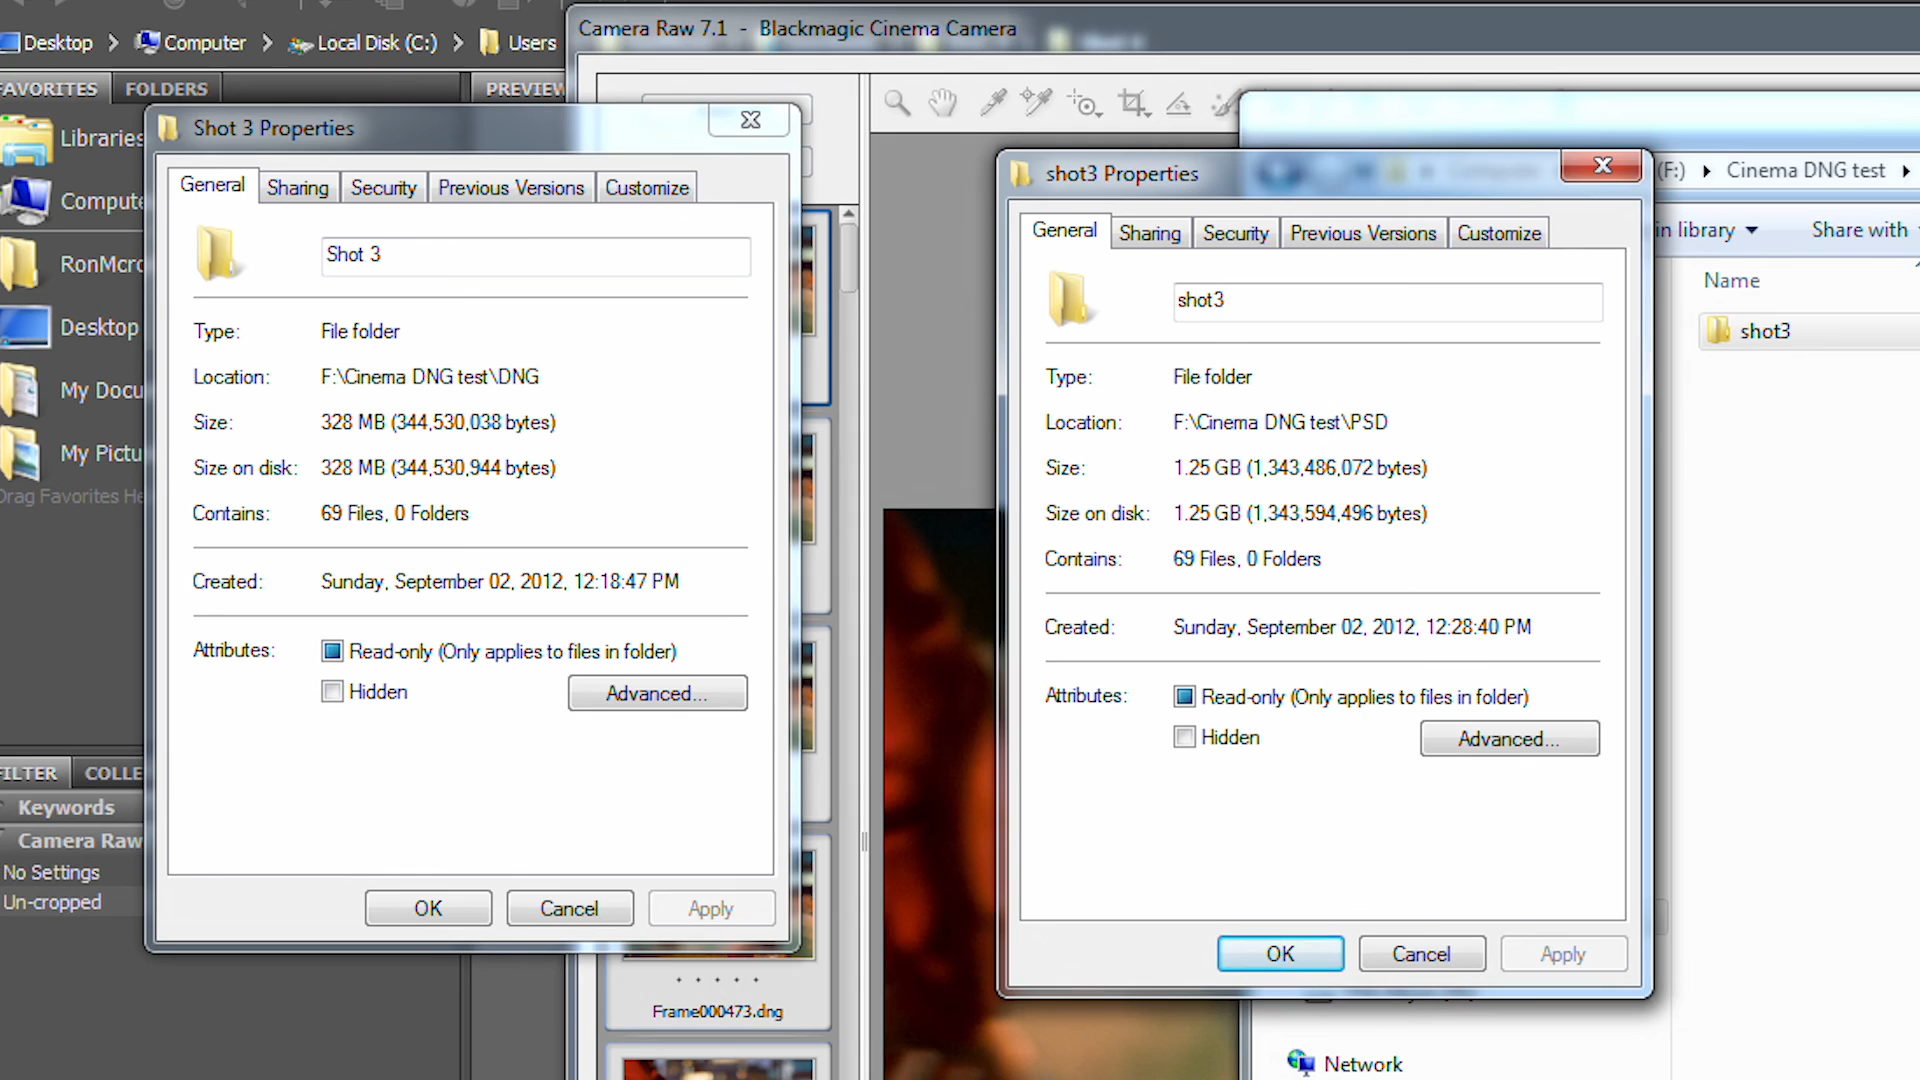 Desktop
Computer
Local Disk (C:)
Users
Camera Raw 7.1 - Blackmagic Cinema Camera
FAVORITES
FOLDERS
PREVIEW
Libraries
RonMcro
Desktop
My Docu
My Pictu
Drag Favorites He
FILTER
COLLE
Keywords
Camera Raw
No Settings
Un-cropped
Shot 3 Properties
General
Sharing
Security
Previous Versions
Customize
Shot 3
Type: File folder
Location: F:\Cinema DNG test\DNG
Size: 328 MB (344,530,038 bytes)
Size on disk: 328 MB (344,530,944 bytes)
Contains: 69 Files, 0 Folders
Created: Sunday, September 02, 2012, 12:18:47 PM
Attributes: Read-only (Only applies to files in folder)
Hidden
Advanced...
OK
Cancel
Apply
Frame000473.dng
shot3 Properties
General
Sharing
Security
Previous Versions
Customize
shot3
Type: File folder
Location: F:\Cinema DNG test\PSD
Size: 1.25 GB (1,343,486,072 bytes)
Size on disk: 1.25 GB (1,343,594,496 bytes)
Contains: 69 Files, 0 Folders
Created: Sunday, September 02, 2012, 12:28:40 PM
Attributes: Read-only (Only applies to files in folder)
Hidden
Advanced...
OK
Cancel
Apply
(F:)
Cinema DNG test
in library
Share with
Name
shot3
Network